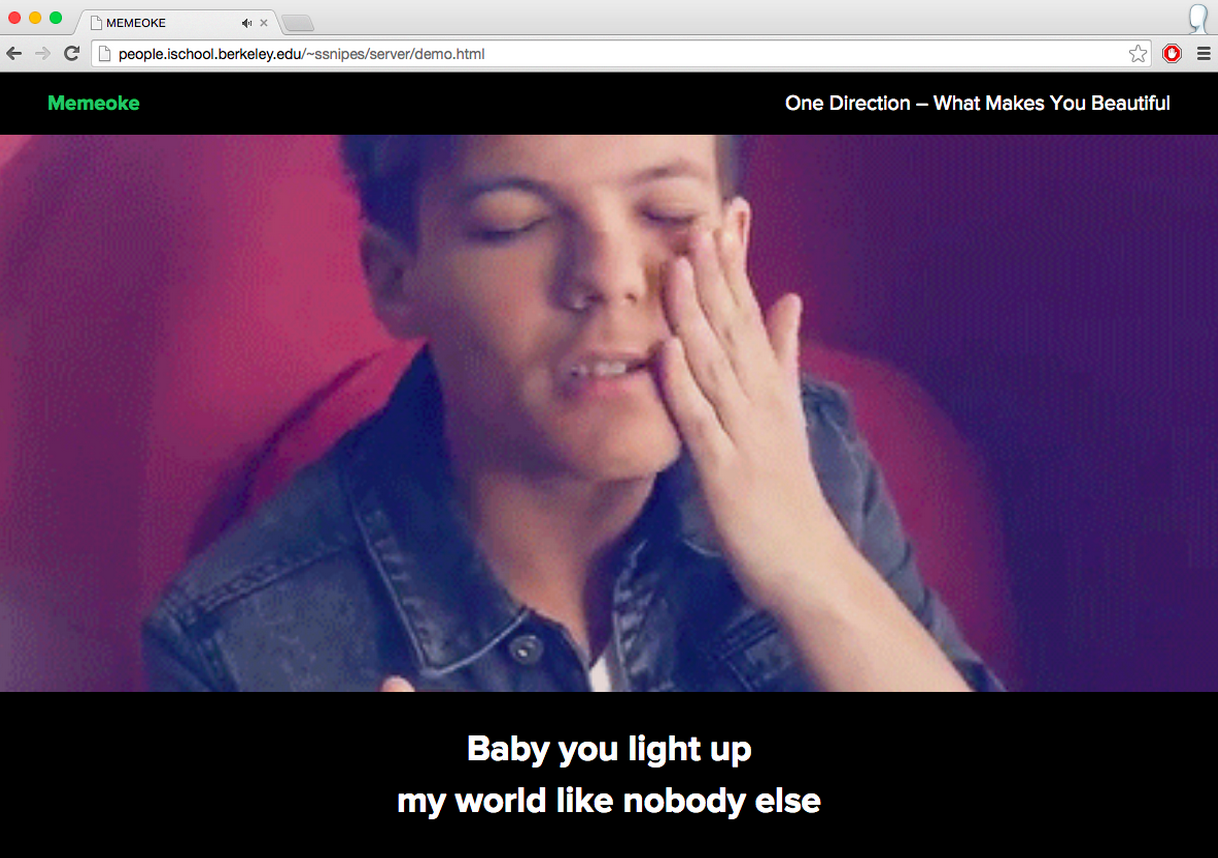 MEMEOKE
people.ischool.berkeley.edu/~ssnipes/server/demo.html
Memeoke
One Direction – What Makes You Beautiful
Baby you light up
my world like nobody else